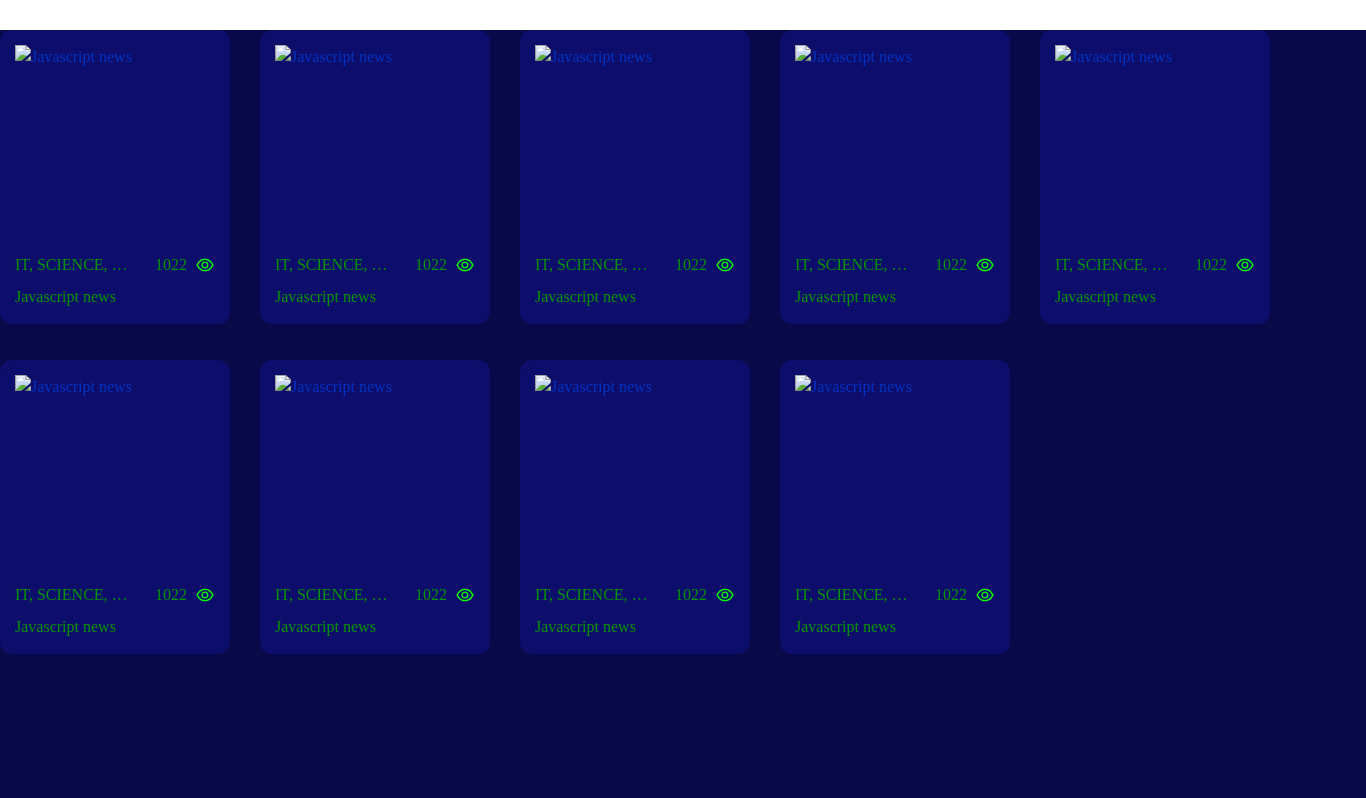 Javascript news Javascript news Javascript news Javascript news Javascript news
IT, SCIENCE, … 1022 IT, SCIENCE, … 1022 IT, SCIENCE, … 1022 IT, SCIENCE, … 1022 IT, SCIENCE, … 1022
Javascript news Javascript news Javascript news Javascript news Javascript news
Javascript news Javascript news Javascript news Javascript news
IT, SCIENCE, … 1022 IT, SCIENCE, … 1022 IT, SCIENCE, … 1022 IT, SCIENCE, … 1022
Javascript news Javascript news Javascript news Javascript news